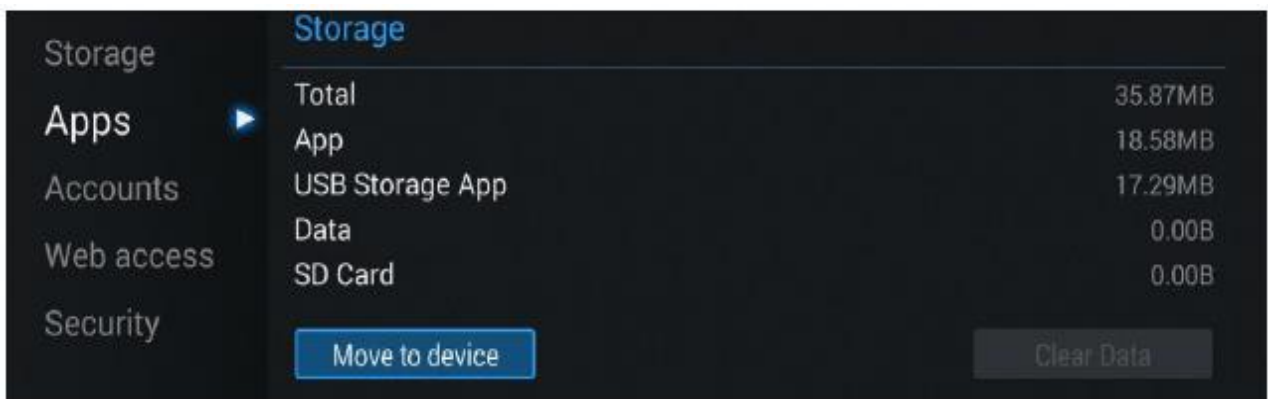 Storage
Apps
Accounts
Web access
Security
Storage
Total 35.87MB
App 18.58MB
USB Storage App 17.29MB
Data 0.00B
SD Card 0.00B
Move to device Clear Data